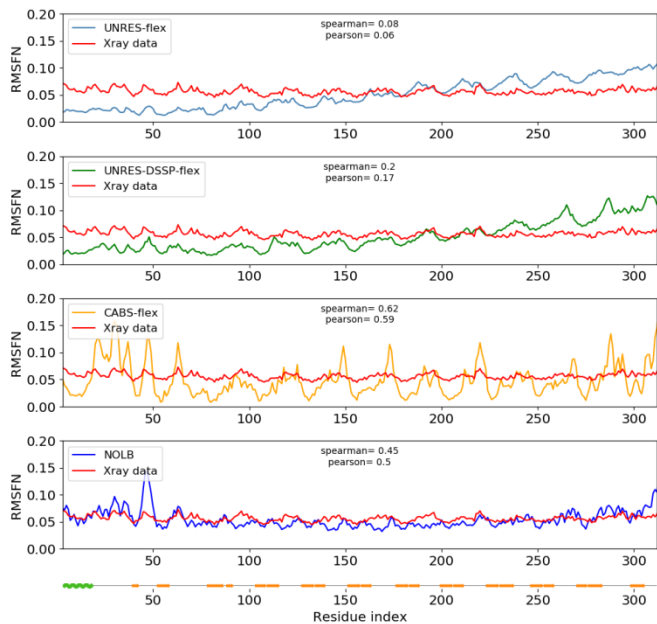 0.20
0.15
0.10
0.05
0.00
RMSFN
UNRES-flex
Xray data
spearman= 0.08
pearson= 0.06
50 100 150 200 250 300
0.20
0.15
0.10
0.05
0.00
RMSFN
UNRES-DSSP-flex
Xray data
spearman= 0.2
pearson= 0.17
50 100 150 200 250 300
0.20
0.15
0.10
0.05
0.00
RMSFN
CABS-flex
Xray data
spearman= 0.62
pearson= 0.59
50 100 150 200 250 300
0.20
0.15
0.10
0.05
0.00
RMSFN
NOLB
Xray data
spearman= 0.45
pearson= 0.5
50 100 150 200 250 300
Residue index